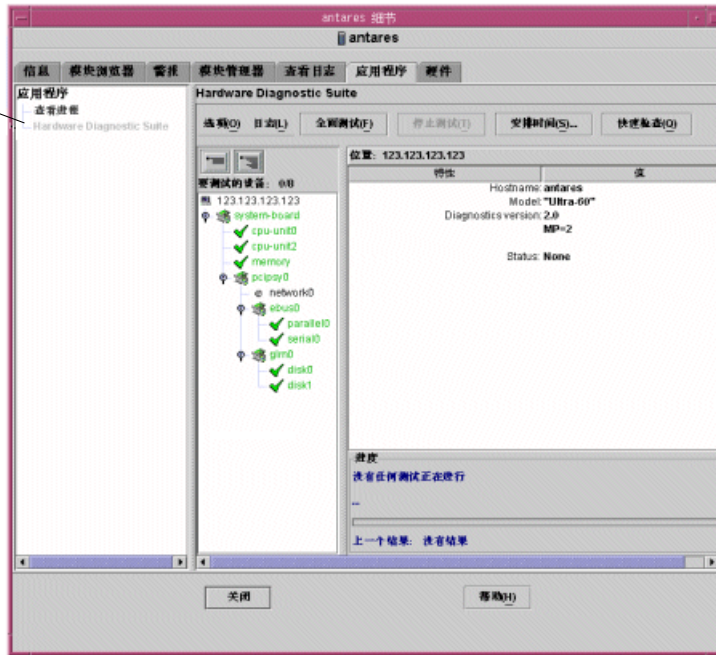 antares 细节
antares
信息 模块浏览器 警报 模块管理器 查看日志 应用程序 硬件
应用程序
查看进程
Hardware Diagnostic Suite
Hardware Diagnostic Suite
选项(O) 日志(L) 全面测试(F) 停止测试(T) 安排时间(S)... 快速检查(Q)
要测试的设备: 0/8
123.123.123.123
system-board
cpu-unit0
cpu-unit2
memory
pcipsy0
network0
ebus0
parallel0
serial0
glm0
disk0
disk1
位置: 123.123.123.123
特性 值
Hostname: antares
Model: "Ultra-60"
Diagnostics version: 2.0
MP=2
Status: None
进度
没有任何测试正在进行
--
上一个结果: 没有结果
关闭 帮助(H)